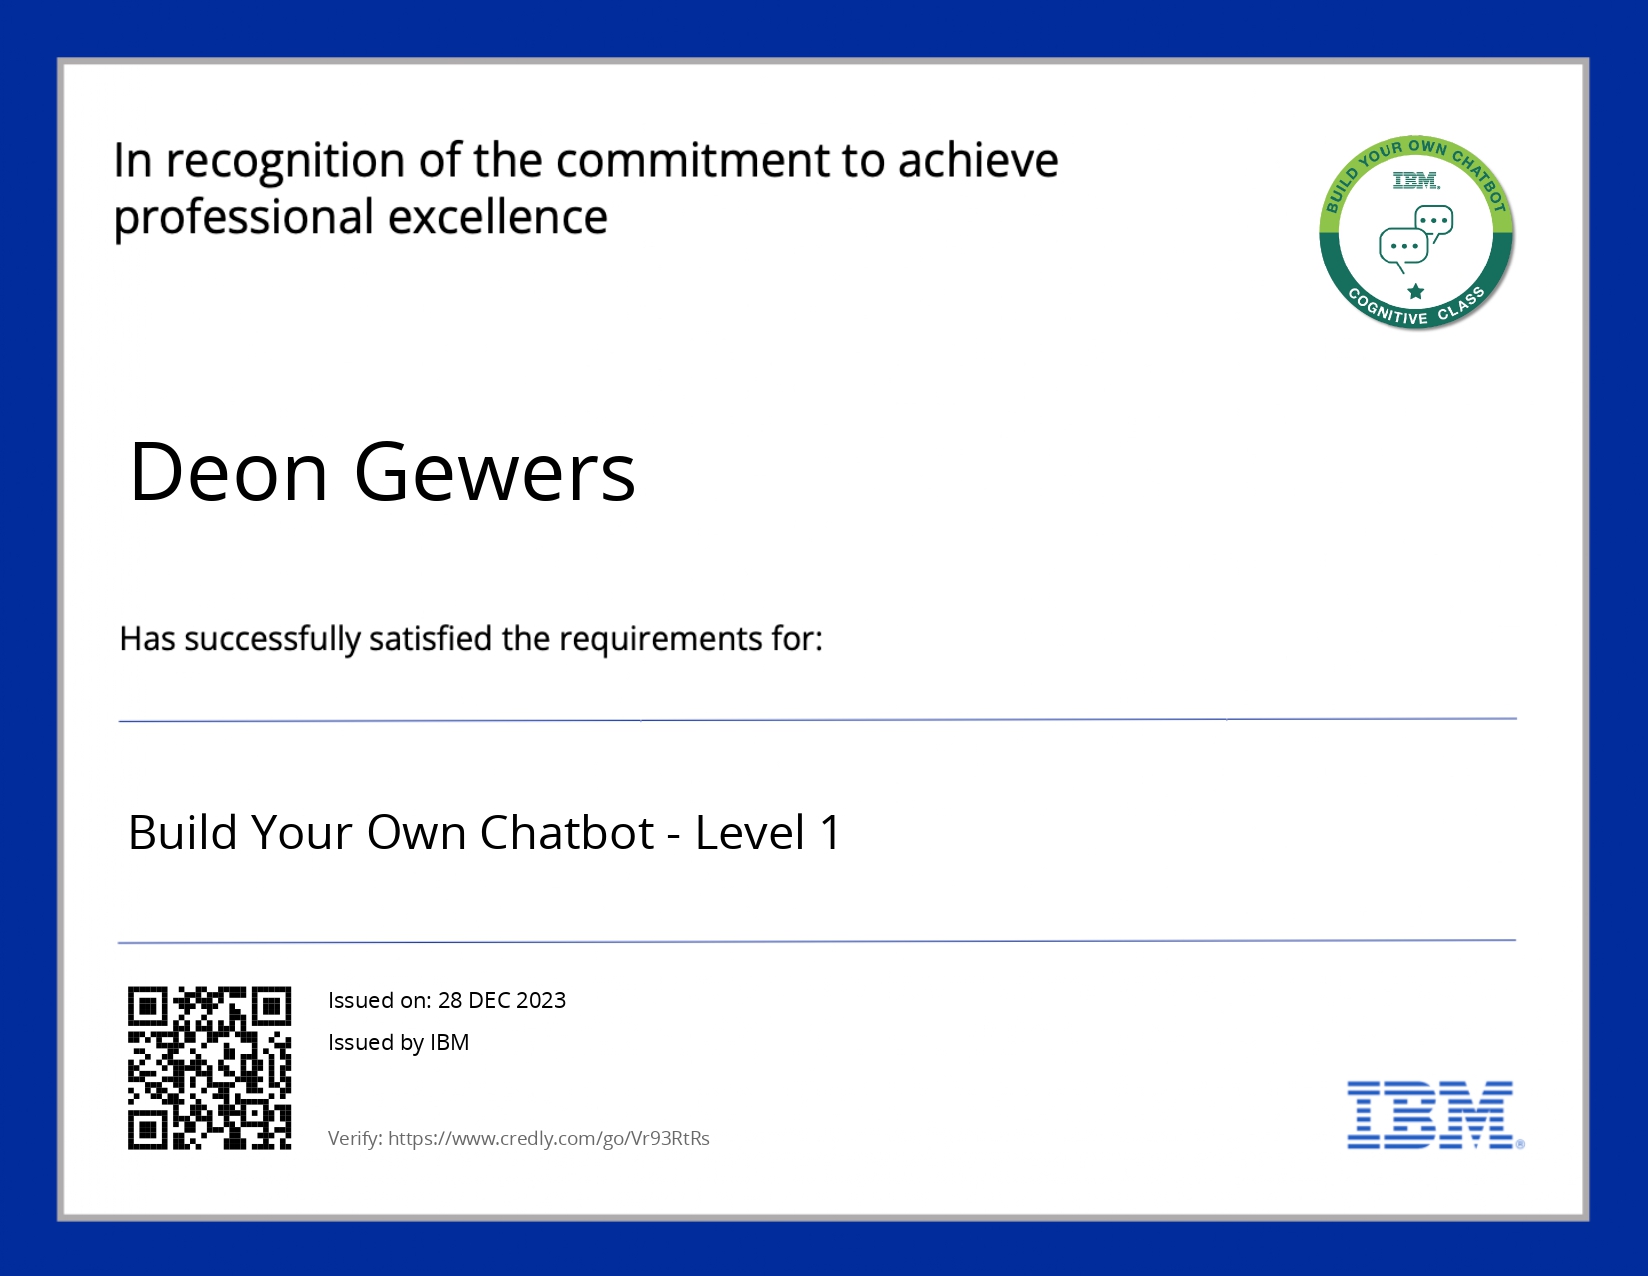 In recognition of the commitment to achieve
professional excellence
BUILD YOUR OWN CHATBOT
IBM.
COGNITIVE CLASS
Deon Gewers
Has successfully satisfied the requirements for:
Build Your Own Chatbot - Level 1
Issued on: 28 DEC 2023
Issued by IBM
Verify: https://www.credly.com/go/Vr93RtRs
IBM®